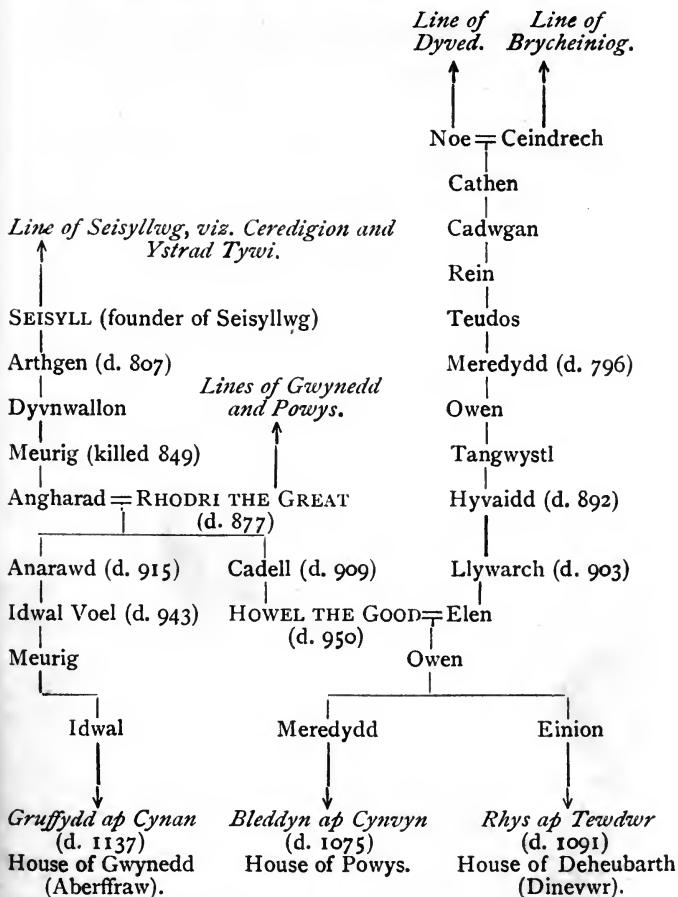 Line of Dyved. Line of Brycheiniog.
Noe = Ceindrech
Cathen
Line of Seisyllwg, viz. Ceredigion and Ystrad Tywi.
Cadwgan
Rein
SEISYLL (founder of Seisyllwg)
Teudos
Arthgen (d. 807)
Lines of Gwynedd and Powys.
Meredydd (d. 796)
Dyvnwallon
Owen
Meurig (killed 849)
Tangwystl
Angharad = RHODRI THE GREAT (d. 877)
Hyvaidd (d. 892)
Anarawd (d. 915) Cadell (d. 909) Llywarch (d. 903)
Idwal Voel (d. 943) HOWEL THE GOOD = Elen
(d. 950)
Meurig Owen
Idwal Meredydd Einion
Gruffydd ap Cynan Bleddyn ap Cynvyn Rhys ap Tewdwr
(d. 1137) (d. 1075) (d. 1091)
House of Gwynedd House of Powys. House of Deheubarth
(Aberffraw). (Dinevwr).